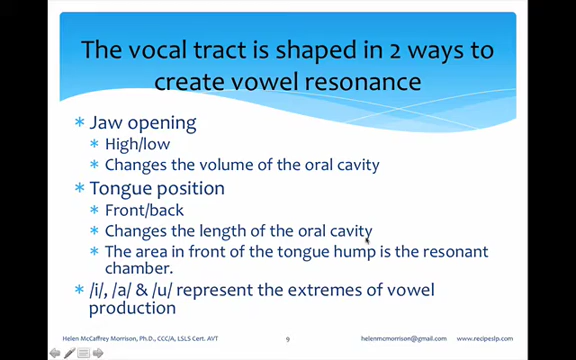 The vocal tract is shaped in 2 ways to
create vowel resonance
* Jaw opening
* High/low
* Changes the volume of the oral cavity
* Tongue position
* Front/back
* Changes the length of the oral cavity
* The area in front of the tongue hump is the resonant
chamber.
* /i/, /a/ & /u/ represent the extremes of vowel
production
Helen McCaffrey Morrison, Ph.D., CCC/A, LSLS Cert. AVT 9 helenmcmorrison@gmail.com www.recipeslp.com